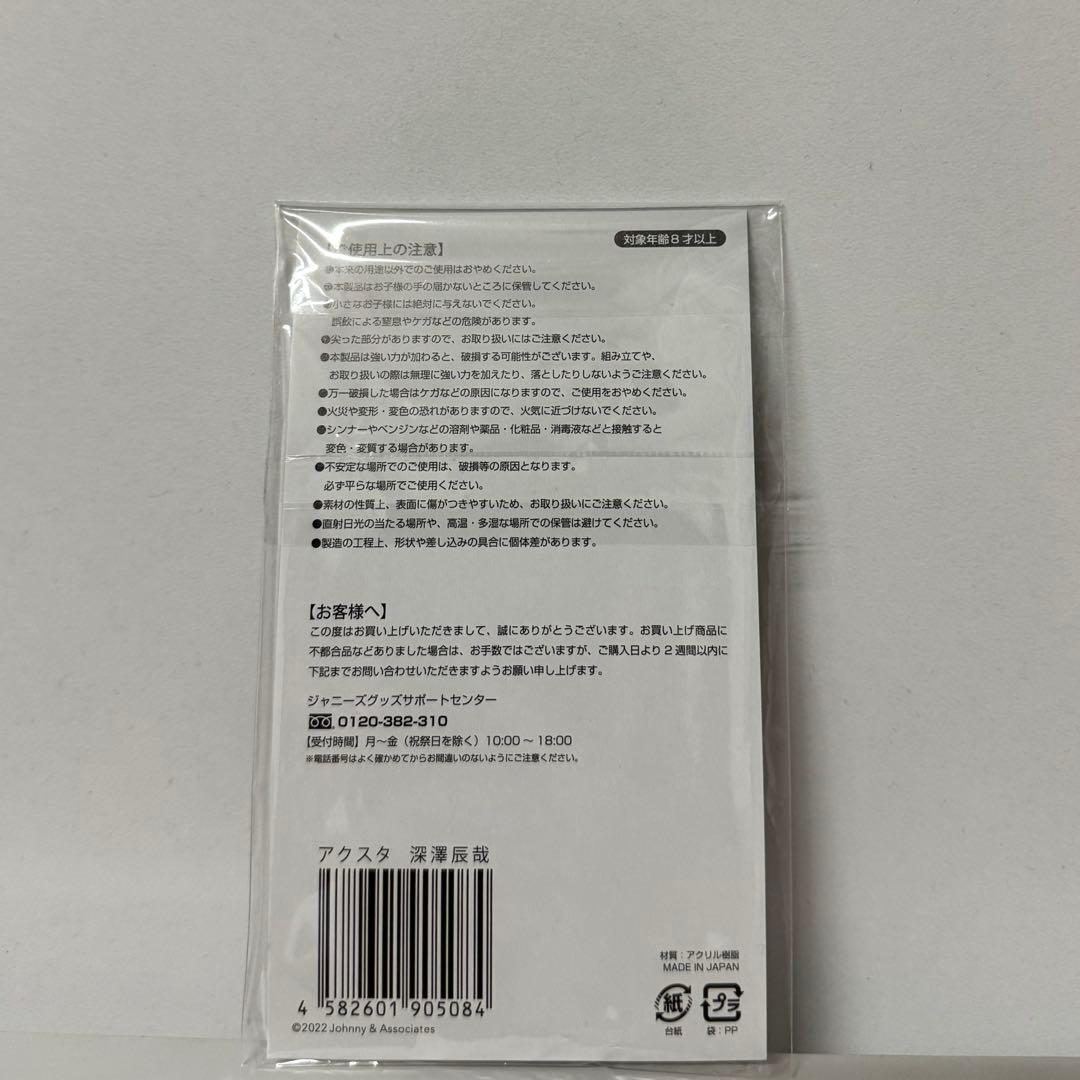 【ご使用上の注意】
対象年齢8才以上
●本来の用途以外でのご使用はおやめください。
●本製品はお子様の手の届かないところに保管してください。
●小さなお子様には絶対に与えないでください。
誤飲による窒息やケガなどの危険があります。
●尖った部分がありますので、お取り扱いにはご注意ください。
●本製品は強い力が加わると、破損する可能性がございます。組み立てや、
お取り扱いの際は無理に強い力を加えたり、落としたりしないようご注意ください。
●万一破損した場合はケガなどの原因になりますので、ご使用をおやめください。
●火災や変形・変色の恐れがありますので、火気に近づけないでください。
●シンナーやベンジンなどの溶剤や薬品・化粧品・消毒液などと接触すると
変色・変質する場合があります。
●不安定な場所でのご使用は、破損等の原因となります。
必ず平らな場所でご使用ください。
●素材の性質上、表面に傷がつきやすいため、お取り扱いにご注意ください。
●直射日光の当たる場所や、高温・多湿な場所での保管は避けてください。
●製造の工程上、形状や差し込みの具合に個体差があります。
【お客様へ】
この度はお買い上げいただきまして、誠にありがとうございます。お買い上げ商品に
不都合品などありました場合は、お手数ではございますが、ご購入日より2週間以内に
下記までお問い合わせいただきますようお願い申し上げます。
ジャニーズグッズサポートセンター
0120-382-310
【受付時間】月〜金（祝祭日を除く）10:00〜18:00
※電話番号はよく確かめてからお間違いのないようにご注意ください。
アクスタ 深澤辰哉
4 582601 905084
©2022 Johnny & Associates
材質：アクリル樹脂
MADE IN JAPAN
紙 プラ
台紙 袋：PP